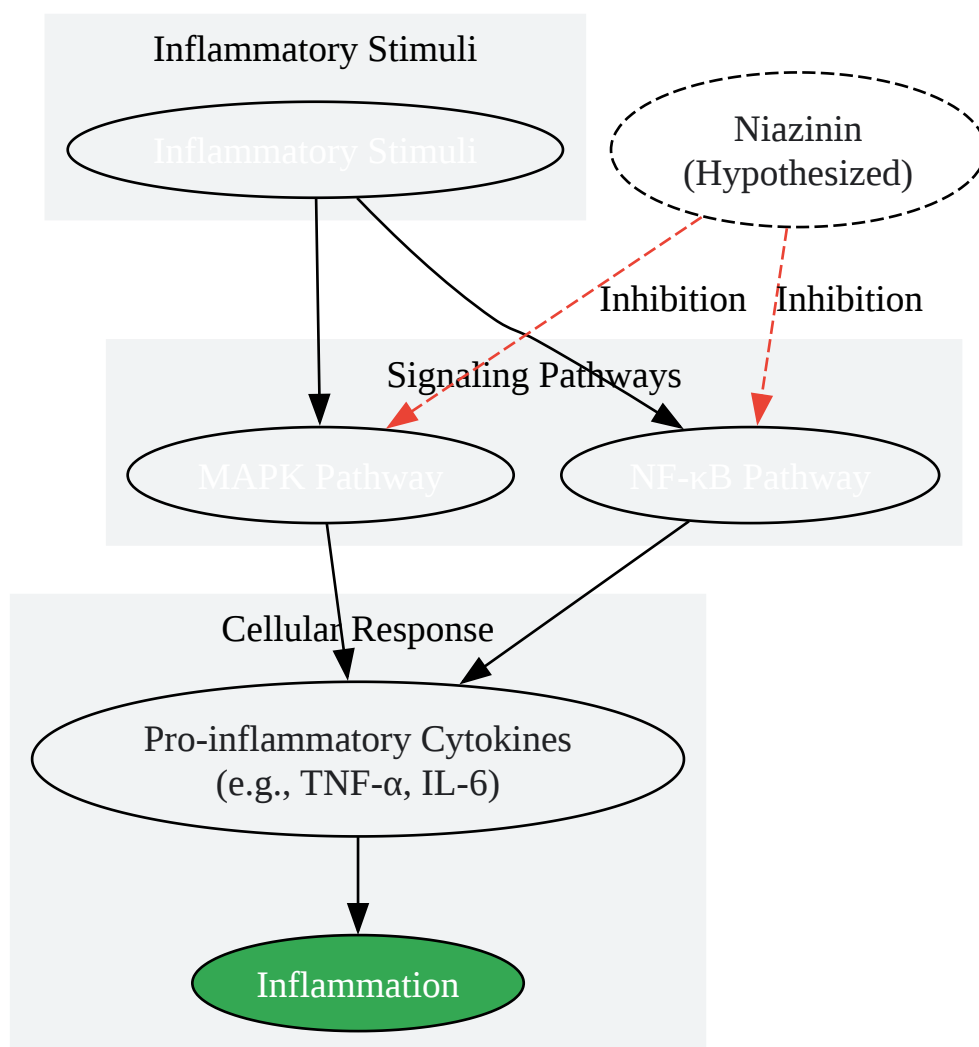 Inflammatory Stimuli
Inflammatory Stimuli
Niazinin
(Hypothesized)
Inhibition
Inhibition
Signaling Pathways
MAPK Pathway
NF-κB Pathway
Cellular Response
Pro-inflammatory Cytokines
(e.g., TNF-α, IL-6)
Inflammation